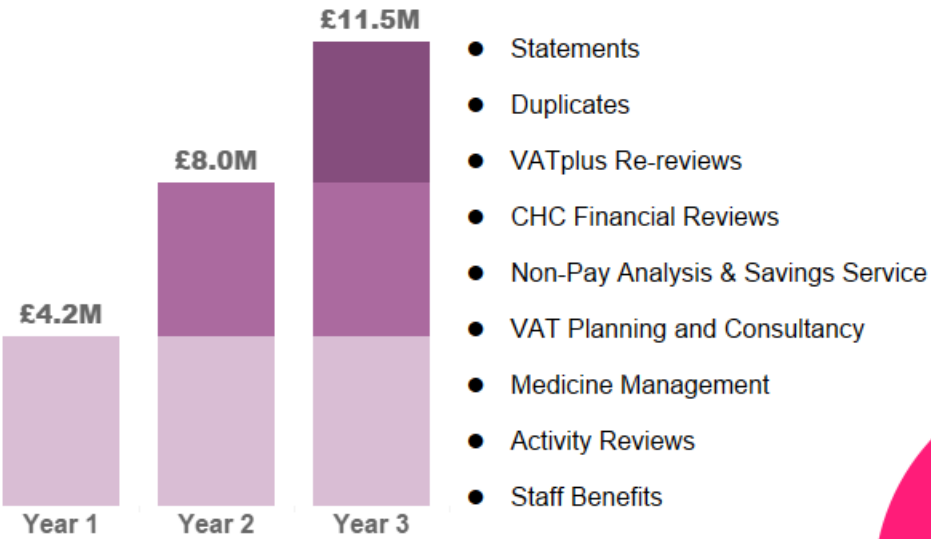 £11.5M
£8.0M
£4.2M
Year 1
Year 2
Year 3
● Statements
● Duplicates
● VATplus Re-reviews
● CHC Financial Reviews
● Non-Pay Analysis & Savings Service
● VAT Planning and Consultancy
● Medicine Management
● Activity Reviews
● Staff Benefits